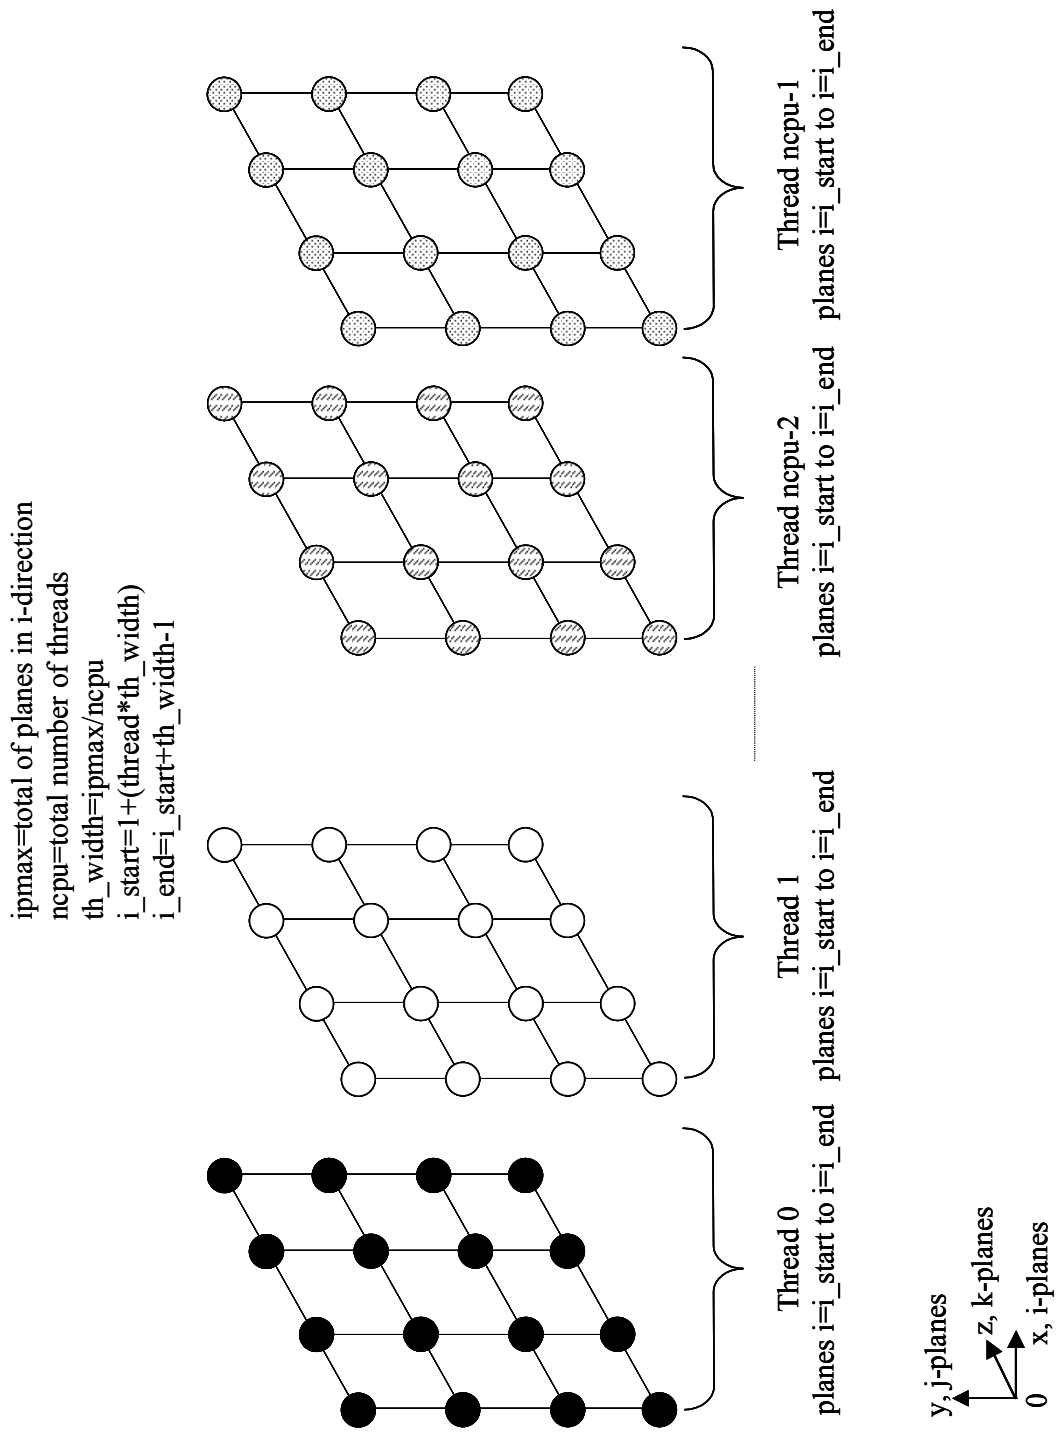 ipmax=total of planes in i-direction
ncpu=total number of threads
th_width=ipmax/ncpu
i_start=1+(thread*th_width)
i_end=i_start+th_width-1
Thread 0
planes i=i_start to i=i_end
Thread 1
planes i=i_start to i=i_end
Thread ncpu-2
planes i=i_start to i=i_end
Thread ncpu-1
planes i=i_start to i=i_end
y, j-planes
z, k-planes
0
x, i-planes